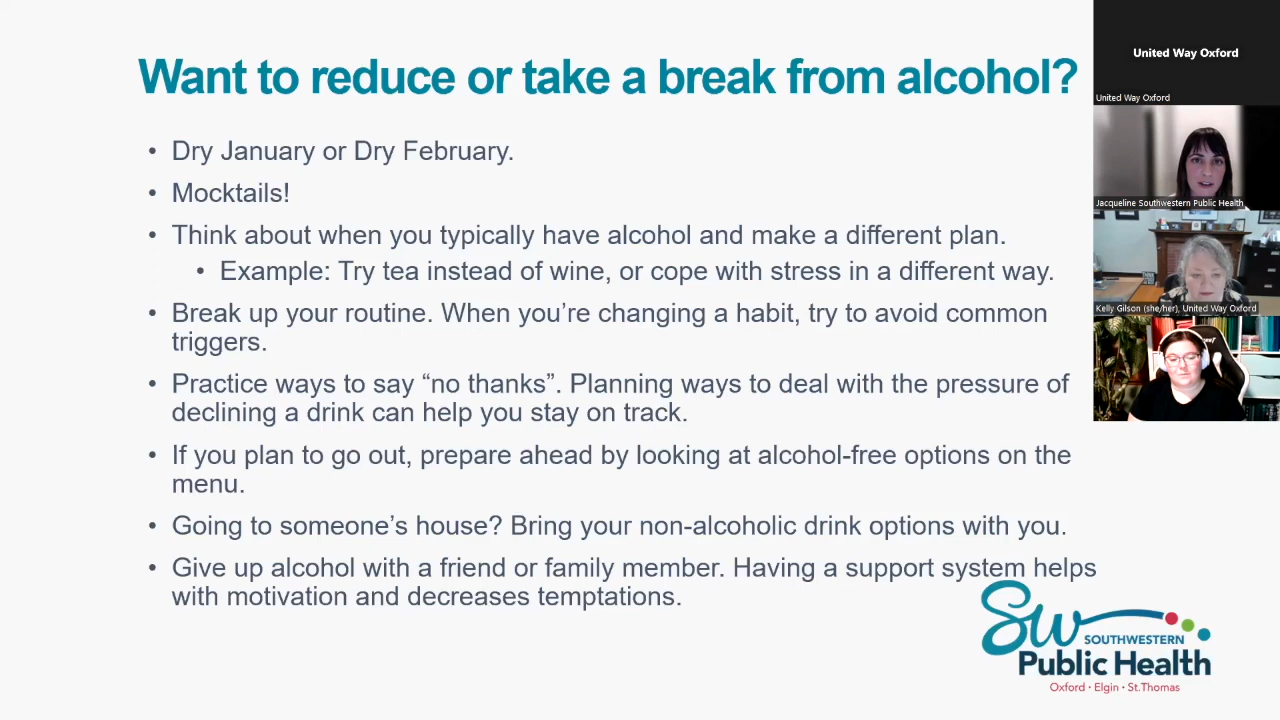 Want to reduce or take a break from alcohol?
• Dry January or Dry February.
• Mocktails!
• Think about when you typically have alcohol and make a different plan.
• Example: Try tea instead of wine, or cope with stress in a different way.
• Break up your routine. When you’re changing a habit, try to avoid common
triggers.
• Practice ways to say “no thanks”. Planning ways to deal with the pressure of
declining a drink can help you stay on track.
• If you plan to go out, prepare ahead by looking at alcohol-free options on the
menu.
• Going to someone’s house? Bring your non-alcoholic drink options with you.
• Give up alcohol with a friend or family member. Having a support system helps
with motivation and decreases temptations.
SW
SOUTHWESTERN
Public Health
Oxford • Elgin • St.Thomas
United Way Oxford
United Way Oxford
Jacqueline Southwestern Public Health
Kelly Gilson (she/her), United Way Oxford